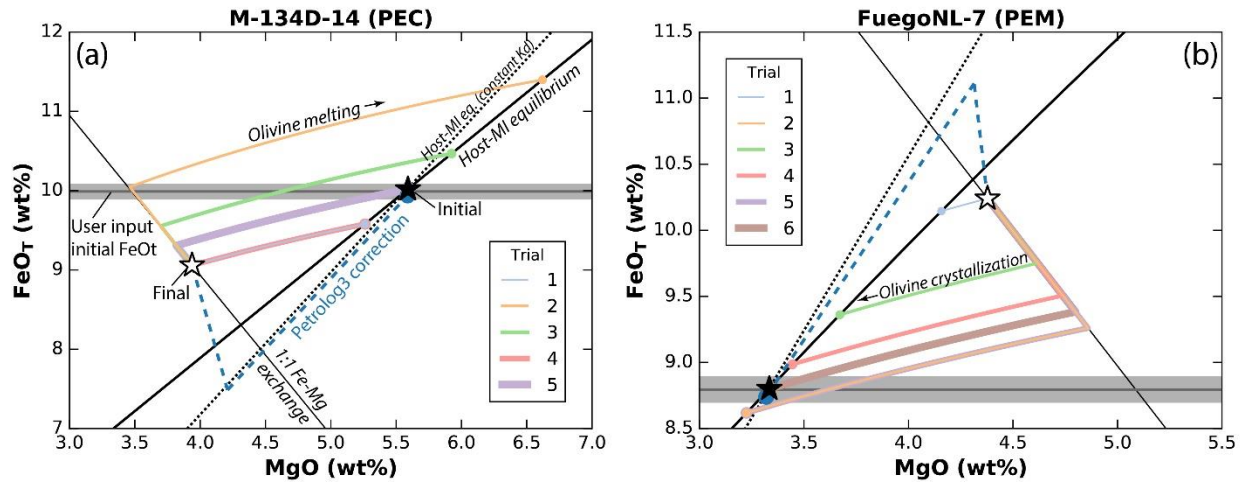 M-134D-14 (PEC)
(a)
12
11
10
9
8
7
FeOT (wt%)
3.0 3.5 4.0 4.5 5.0 5.5 6.0 6.5 7.0
MgO (wt%)
Olivine melting
Host-MI eq. (constant Kd)
Host-MI equilibrium
User input
initial FeOt
Initial
Final
Petrolog3 correction
1:1 Fe-Mg
exchange
Trial
1
2
3
4
5
FuegoNL-7 (PEM)
(b)
11.5
11.0
10.5
10.0
9.5
9.0
8.5
FeOT (wt%)
3.0 3.5 4.0 4.5 5.0 5.5
MgO (wt%)
Trial
1
2
3
4
5
6
Olivine crystallization